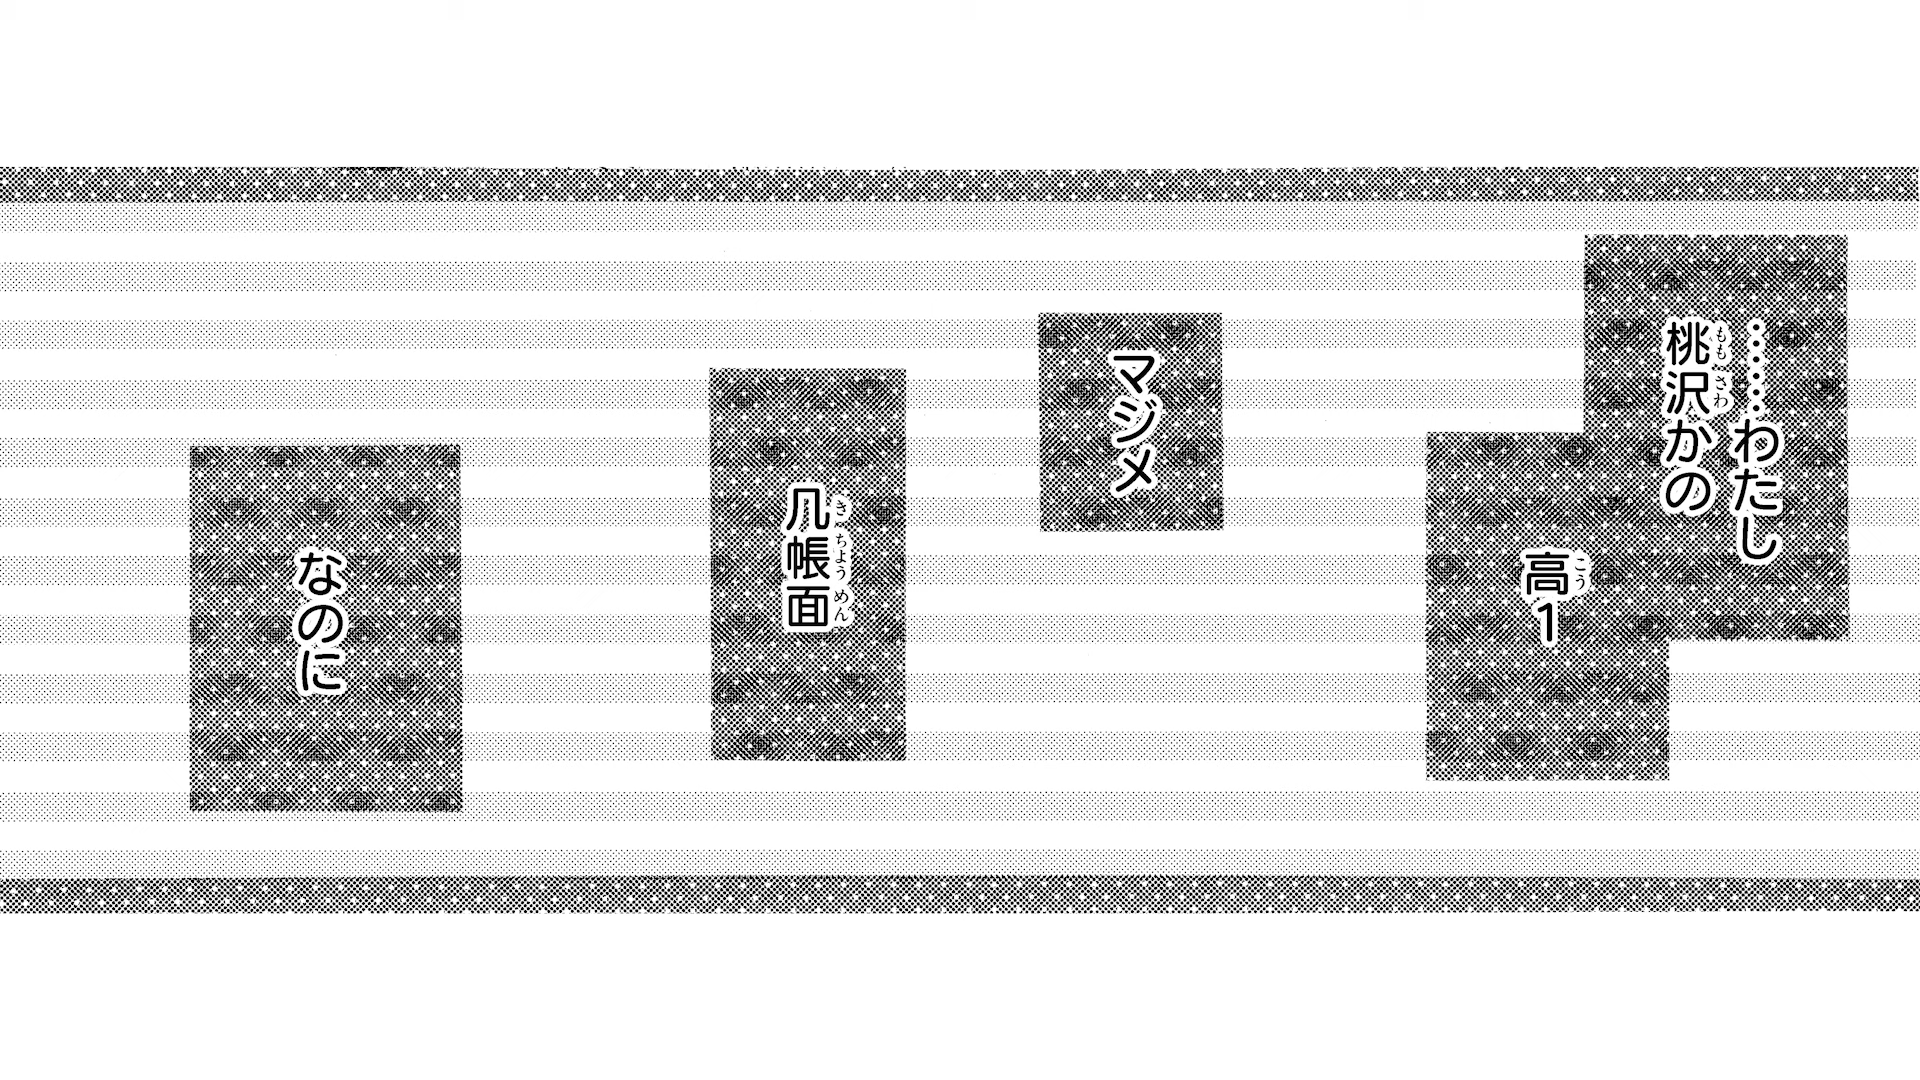 ……わたし
桃沢かの
高1
マジメ
几帳面
なのに